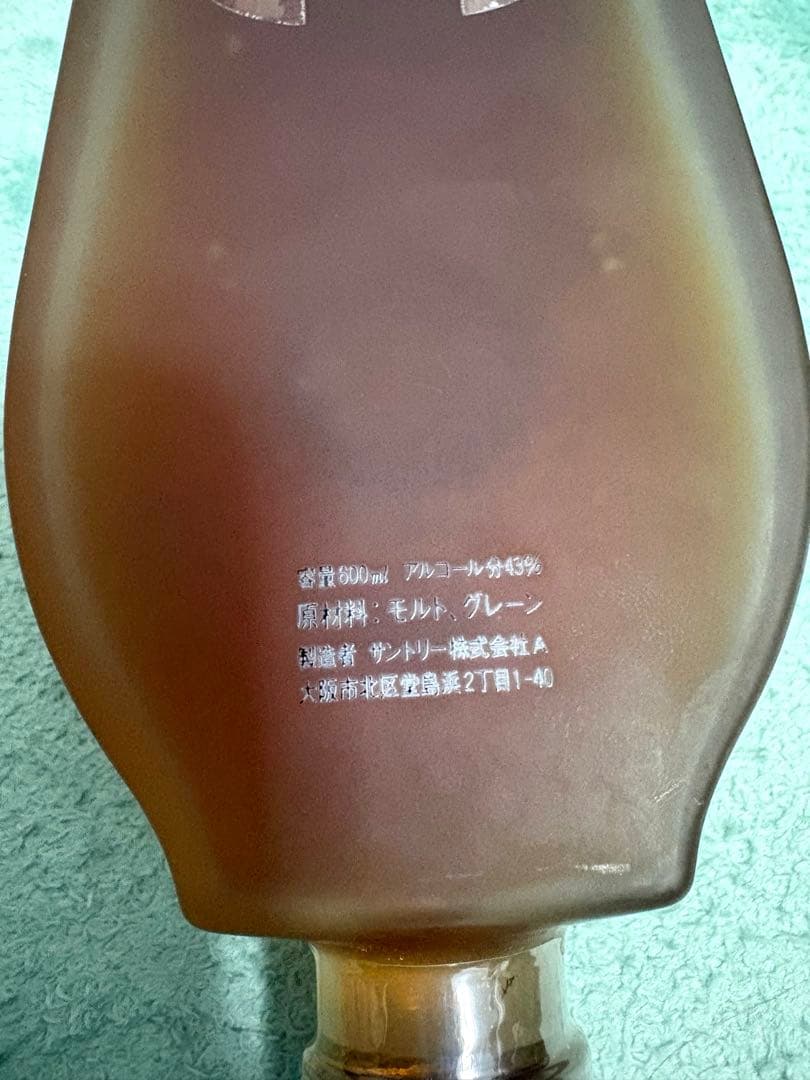 容量600ml アルコール分43%
原材料：モルト、グレーン
製造者 サントリー株式会社A
大阪市北区堂島浜2丁目1-40